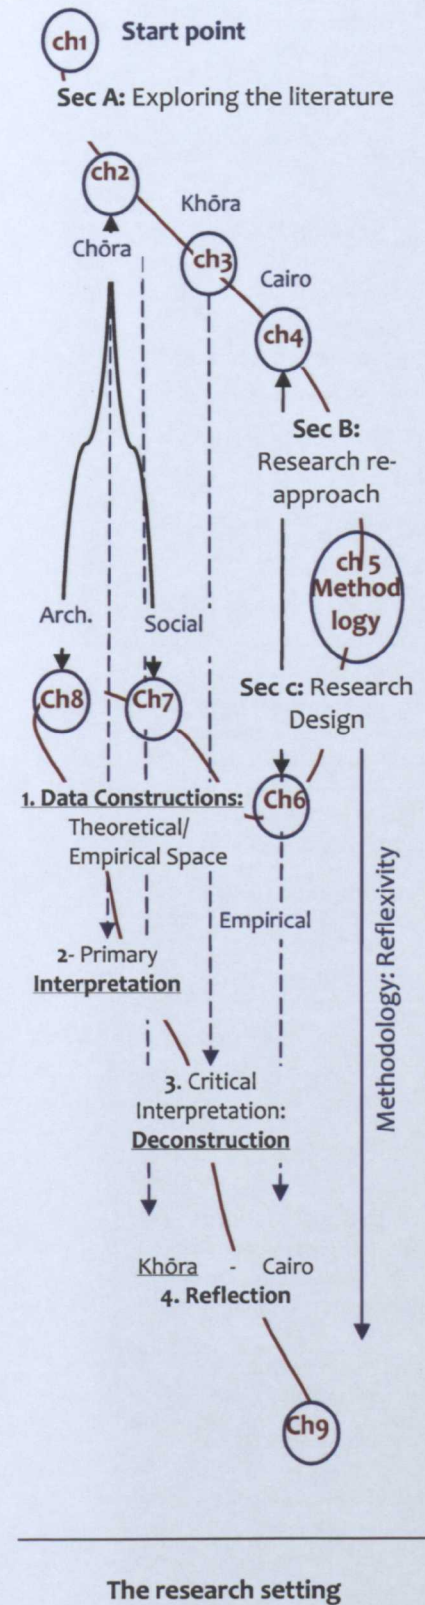 ch1
Start point
Sec A: Exploring the literature
ch2
Khōra
Chōra
ch3
Cairo
ch4
Sec B:
Research re-
approach
ch 5
Method
logy
Arch.
Social
Sec c: Research
Design
Ch8
Ch7
1. Data Constructions:
Ch6
Theoretical/
Empirical Space
Empirical
2- Primary
Interpretation
Methodology: Reflexivity
3. Critical
Interpretation:
Deconstruction
Khōra - Cairo
4. Reflection
Ch9
The research setting